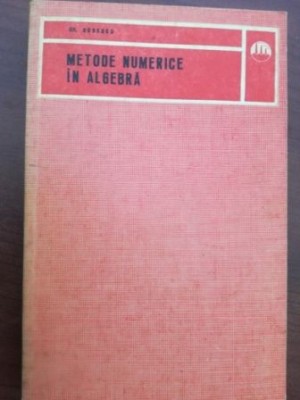 METODE NUMERICE
ÎN ALGEBRĂ